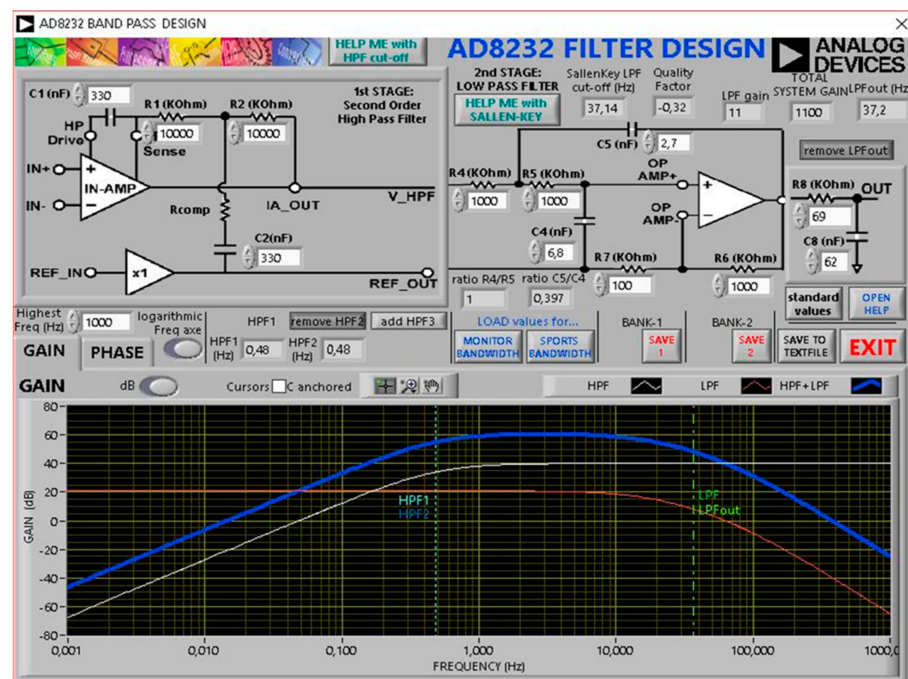 AD8232 BAND PASS DESIGN
HELP ME with
HPF cut-off
AD8232 FILTER DESIGN
ANALOG
DEVICES
C1 (nF)
330
R1 (KOhm)
R2 (KOhm)
10000
10000
1st STAGE:
Second Order
High Pass Filter
HP
Drive
Sense
IN+
IN-AMP
IN-
Rcomp
IA_OUT
V_HPF
C2(nF)
330
REF_IN
x1
REF_OUT
2nd STAGE:
LOW PASS FILTER
HELP ME with
SALLEN-KEY
SallenKey LPF
cut-off (Hz)
37,14
Quality
Factor
-0,32
LPF gain
11
TOTAL
SYSTEM GAIN
1100
LPFout (Hz)
37,2
C5 (nF)
2,7
remove LPFout
R4 (KOhm)
R5 (KOhm)
1000
1000
OP
AMP+
OP
AMP-
R8 (KOhm)
OUT
69
C4(nF)
6,8
C8 (nF)
62
R7 (KOhm)
100
R6 (KOhm)
1000
ratio R4/R5
1
ratio C5/C4
0,397
standard
values
OPEN
HELP
Highest
Freq (Hz)
1000
logarithmic
Freq axe
HPF1
remove HPF2
add HPF3
HPF1
(Hz)
0,48
HPF2
(Hz)
0,48
LOAD values for...
MONITOR
BANDWIDTH
SPORTS
BANDWIDTH
BANK-1
SAVE
1
BANK-2
SAVE
2
SAVE TO
TEXTFILE
EXIT
GAIN
PHASE
GAIN
dB
Cursors
C anchored
HPF
LPF
HPF+LPF
80
60
40
20
0
-20
-40
-60
-80
GAIN (dB)
HPF1
HPF2
LPF
LPFout
0,001
0,010
0,100
1,000
10,000
100,000
1000,0
FREQUENCY (Hz)